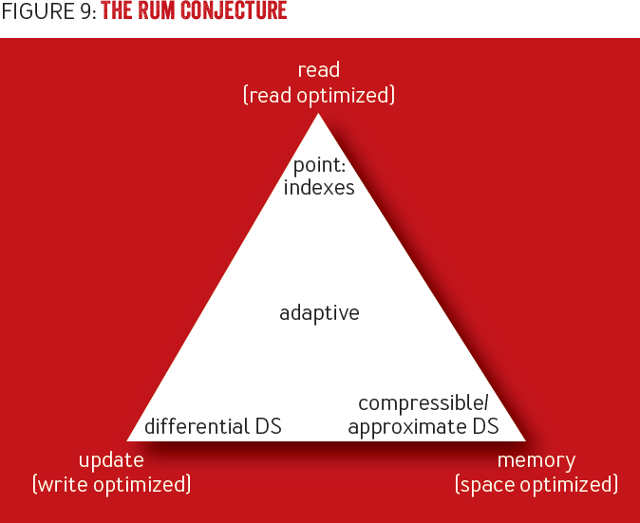 FIGURE 9: THE RUM CONJECTURE
read
(read optimized)
point:
indexes
adaptive
compressible/
differential DS approximate DS
update memory
(write optimized) (space optimized)